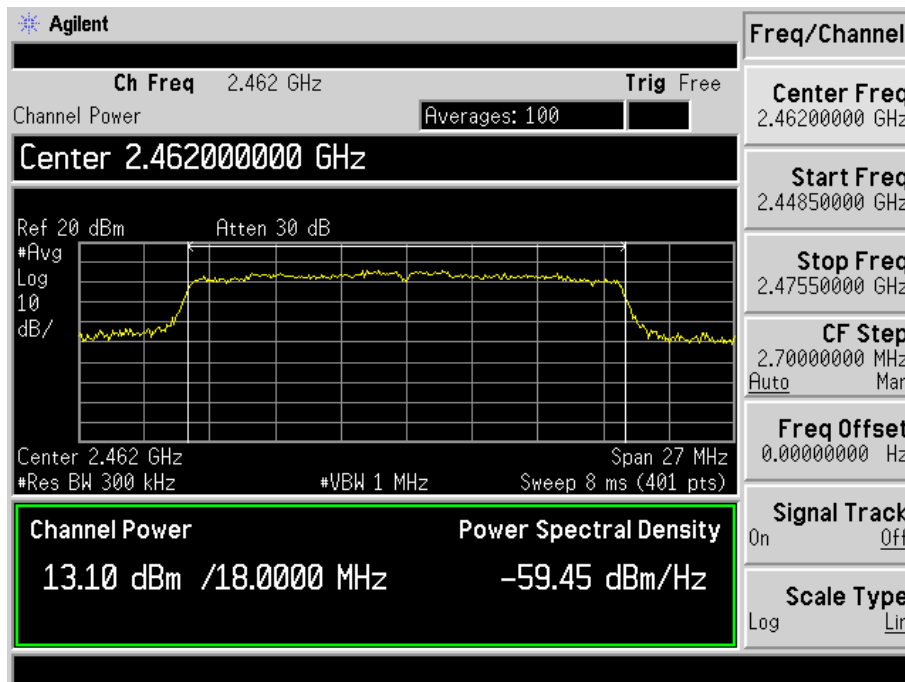 Agilent
Freq/Channel
Ch Freq 2.462 GHz Trig Free
Channel Power Averages: 100
Center 2.462000000 GHz
Ref 20 dBm Atten 30 dB
#Avg
Log
10
dB/
Center 2.462 GHz Span 27 MHz
#Res BW 300 kHz #VBW 1 MHz Sweep 8 ms (401 pts)
Channel Power Power Spectral Density
13.10 dBm /18.0000 MHz -59.45 dBm/Hz
Center Freq
2.46200000 GHz
Start Freq
2.44850000 GHz
Stop Freq
2.47550000 GHz
CF Step
2.70000000 MHz
Auto Man
Freq Offset
0.00000000 Hz
Signal Track
On Off
Scale Type
Log Lin